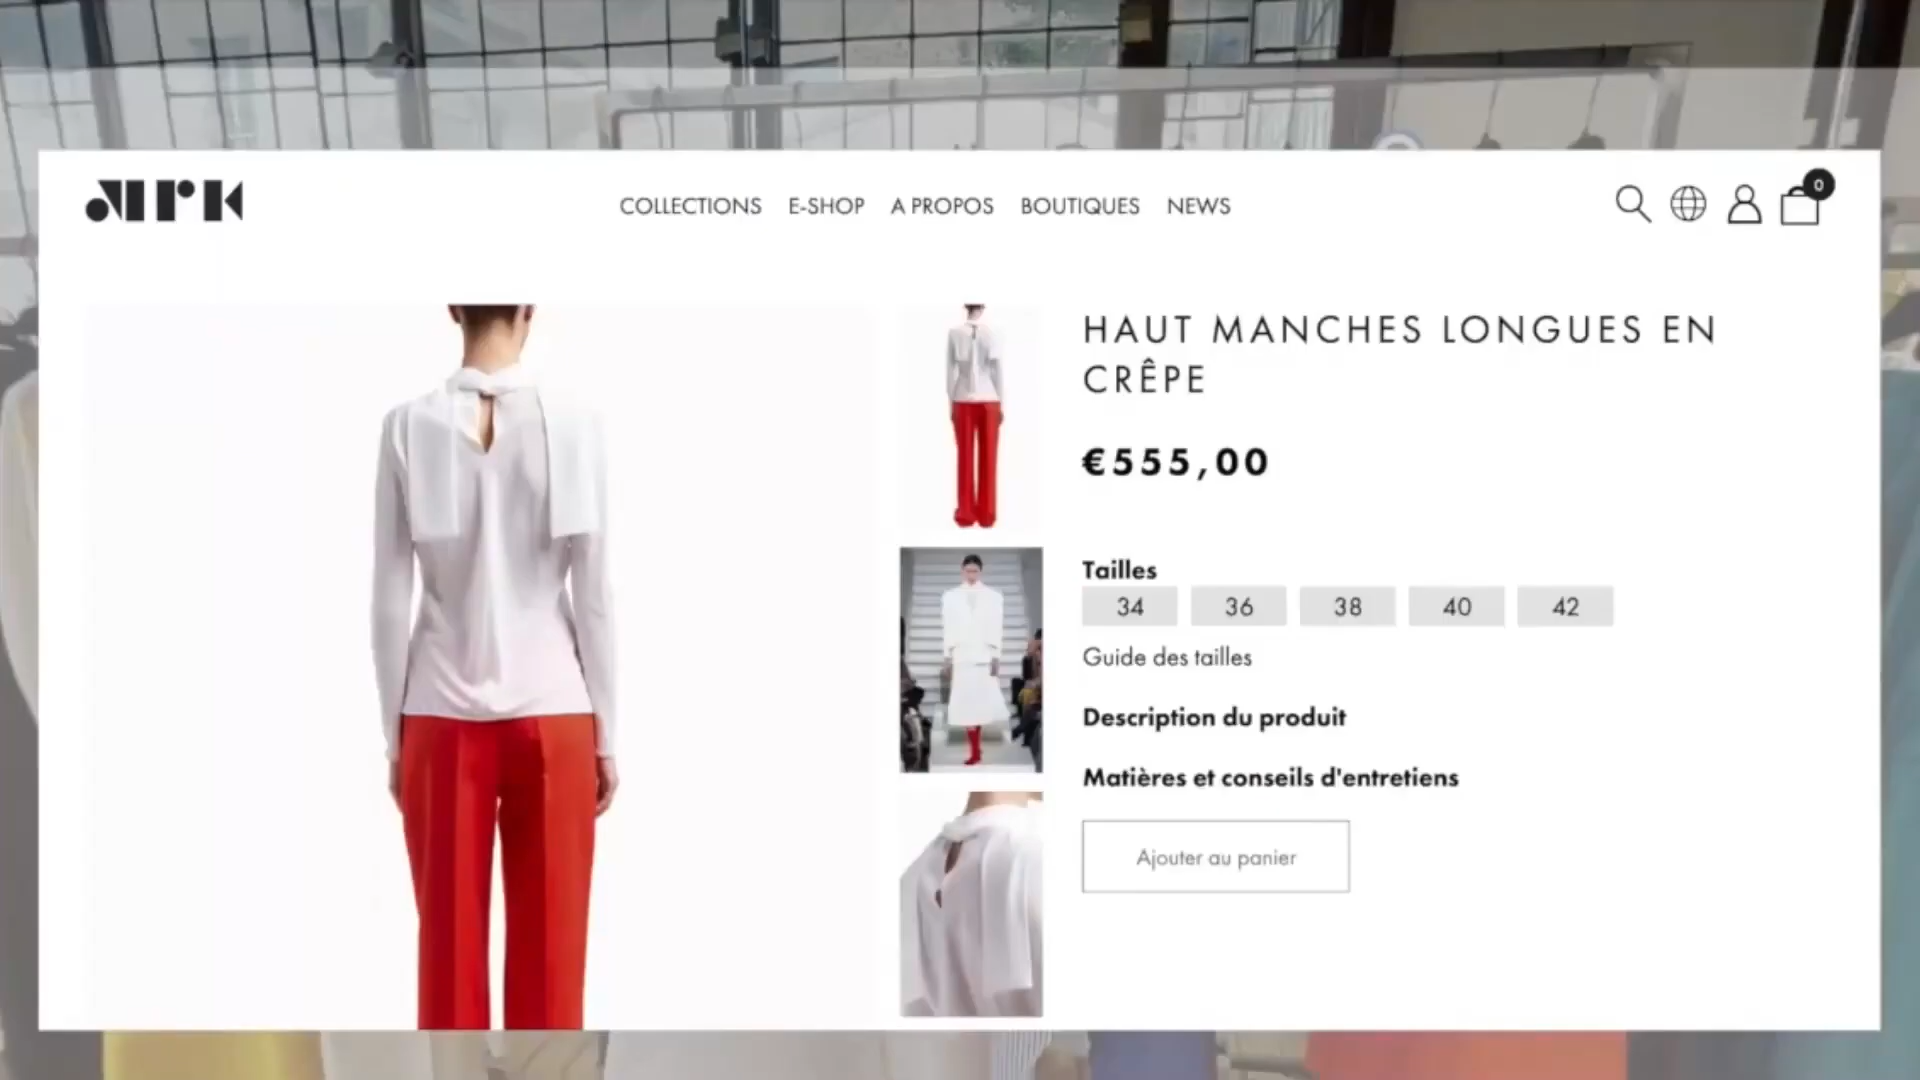 ark
COLLECTIONS E-SHOP A PROPOS BOUTIQUES NEWS
0
HAUT MANCHES LONGUES EN
CRÊPE
€555,00
Tailles
34 36 38 40 42
Guide des tailles
Description du produit
Matières et conseils d'entretiens
Ajouter au panier